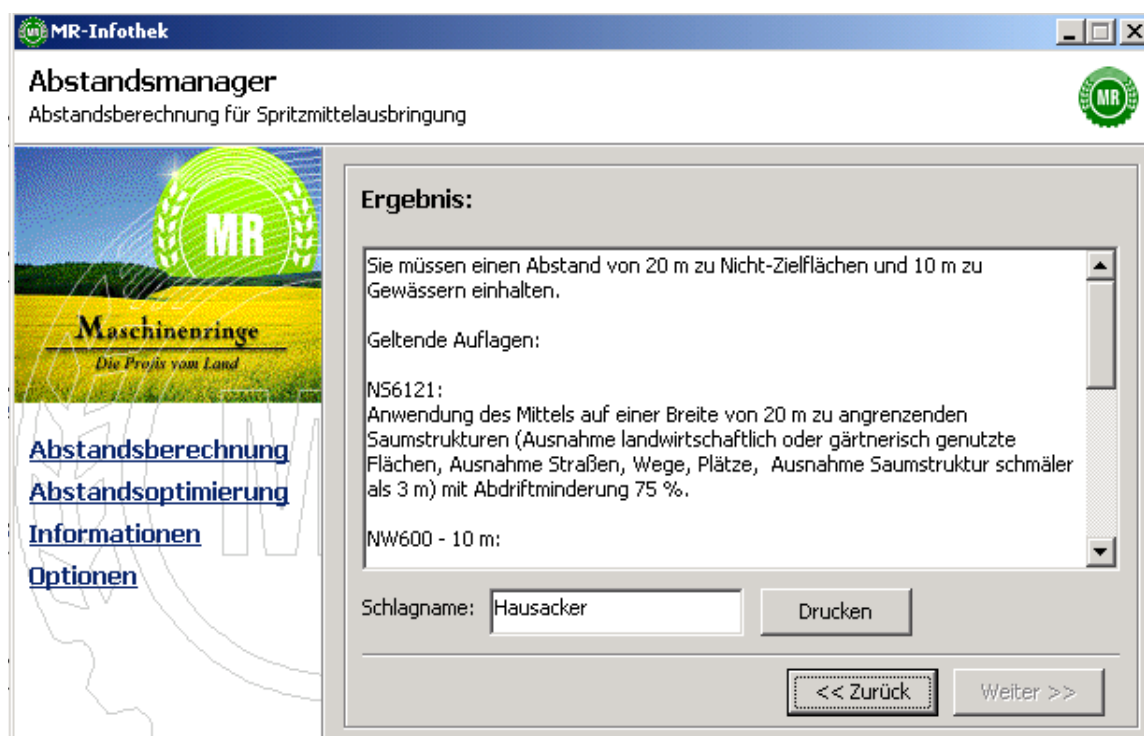 MR-Infothek
Abstandsmanager
Abstandsberechnung für Spritzmittelausbringung
MR
MR
Maschinenringe
Die Profis vom Land
Abstandsberechnung
Abstandsoptimierung
Informationen
Optionen
Ergebnis:
Sie müssen einen Abstand von 20 m zu Nicht-Zielflächen und 10 m zu
Gewässern einhalten.
Geltende Auflagen:
NS6121:
Anwendung des Mittels auf einer Breite von 20 m zu angrenzenden
Saumstrukturen (Ausnahme landwirtschaftlich oder gärtnerisch genutzte
Flächen, Ausnahme Straßen, Wege, Plätze,  Ausnahme Saumstruktur schmäler
als 3 m) mit Abdriftminderung 75 %.
NW600 - 10 m:
Schlagname: Hausacker Drucken
<< Zurück Weiter >>